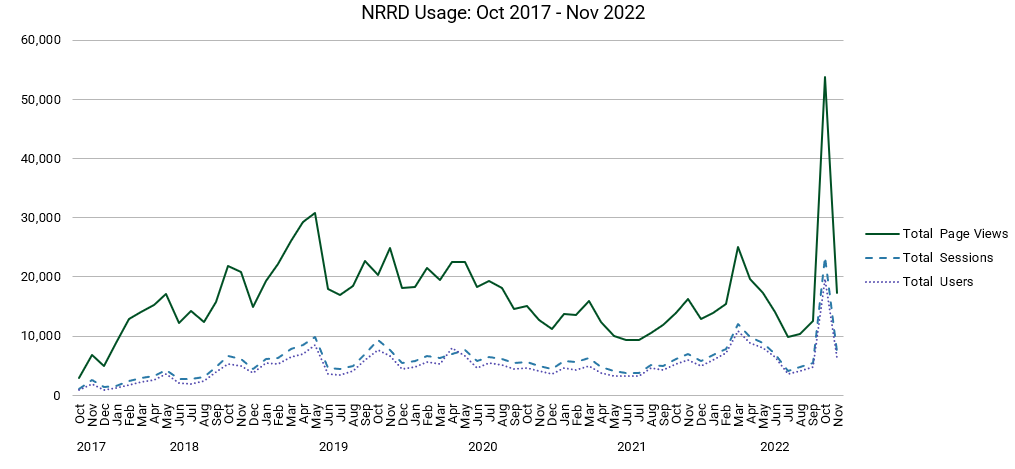 NRRD Usage: Oct 2017 - Nov 2022
60,000
50,000
40,000
30,000
20,000
10,000
0
Total Page Views
Total Sessions
Total Users
Oct Nov Dec Jan Feb Mar Apr May Jun Jul Aug Sep Oct Nov Dec Jan Feb Mar Apr May Jun Jul Aug Sep Oct Nov Dec Jan Feb Mar Apr May Jun Jul Aug Sep Oct Nov Dec Jan Feb Mar Apr May Jun Jul Aug Sep Oct Nov Dec Jan Feb Mar Apr May Jun Jul Aug Sep Oct Nov
2017 2018 2019 2020 2021 2022